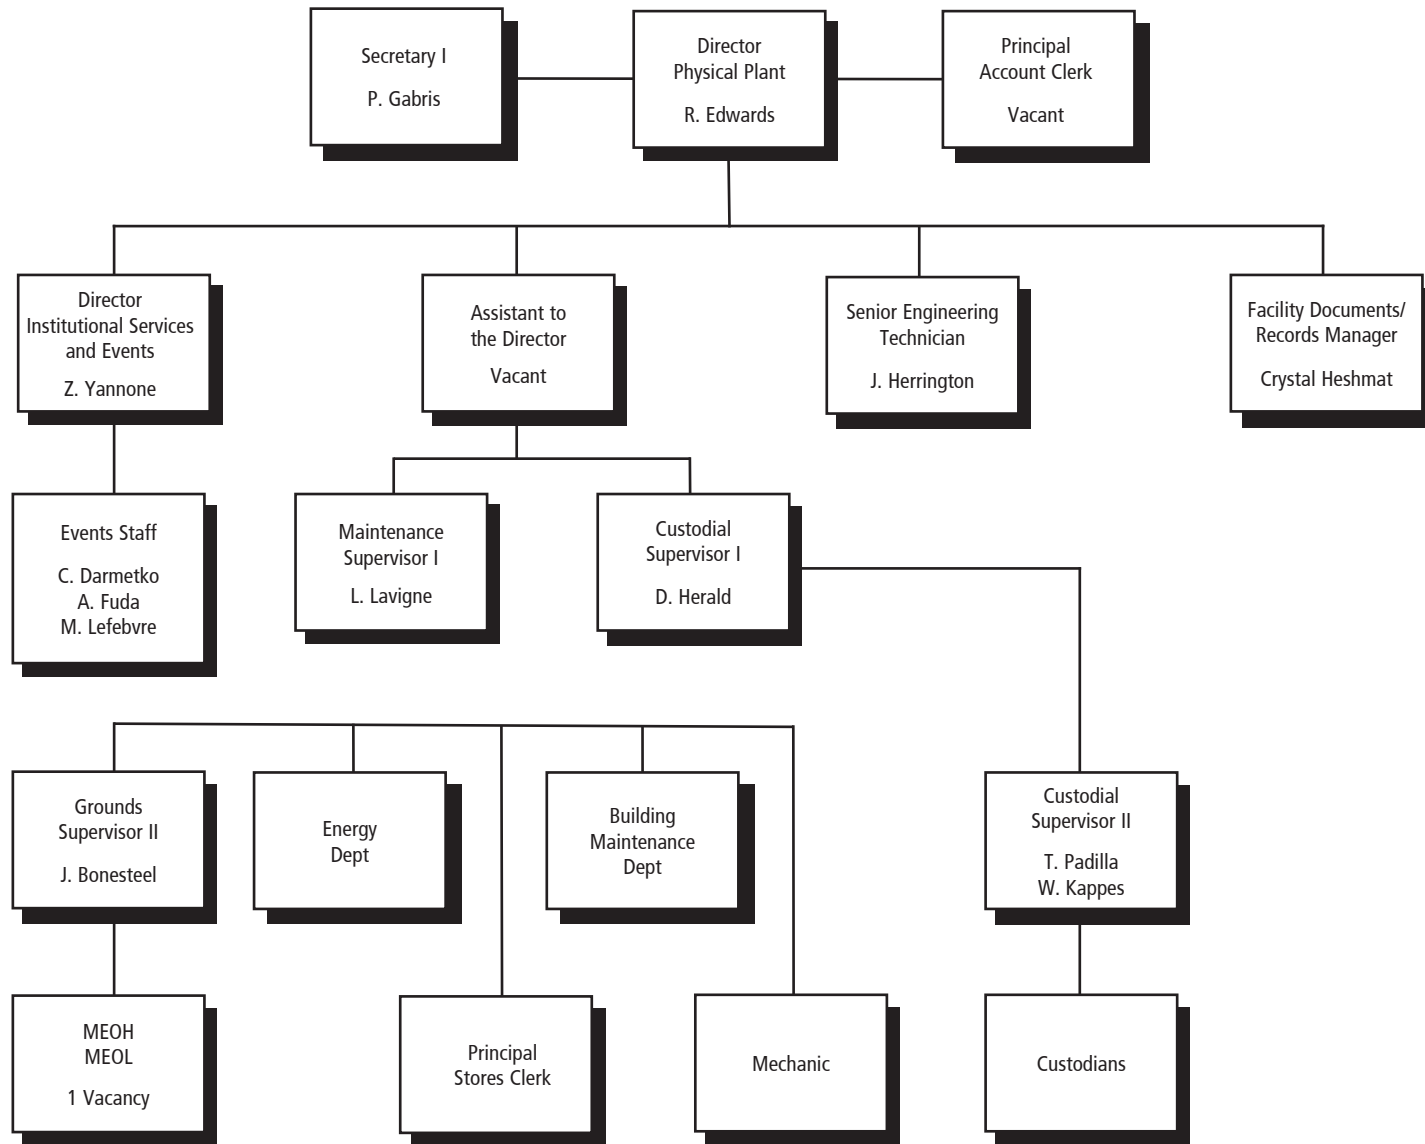 Secretary I
P. Gabris
Director
Physical Plant
R. Edwards
Principal
Account Clerk
Vacant
Director
Institutional Services
and Events
Z. Yannone
Assistant to
the Director
Vacant
Senior Engineering
Technician
J. Herrington
Facility Documents/
Records Manager
Crystal Heshmat
Events Staff
C. Darmetko
A. Fuda
M. Lefebvre
Maintenance
Supervisor I
L. Lavigne
Custodial
Supervisor I
D. Herald
Grounds
Supervisor II
J. Bonesteel
Energy
Dept
Building
Maintenance
Dept
Custodial
Supervisor II
T. Padilla
W. Kappes
MEOH
MEOL
1 Vacancy
Principal
Stores Clerk
Mechanic
Custodians